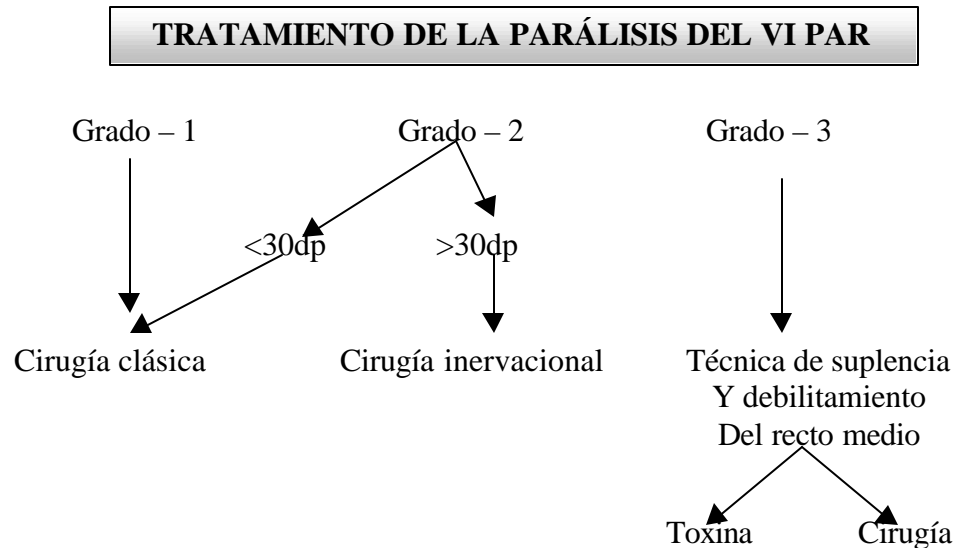 TRATAMIENTO DE LA PARÁLISIS DEL VI PAR
Grado – 1
Grado – 2
Grado – 3
<30dp
>30dp
Cirugía clásica
Cirugía inervacional
Técnica de suplencia
Y debilitamiento
Del recto medio
Toxina
Cirugía